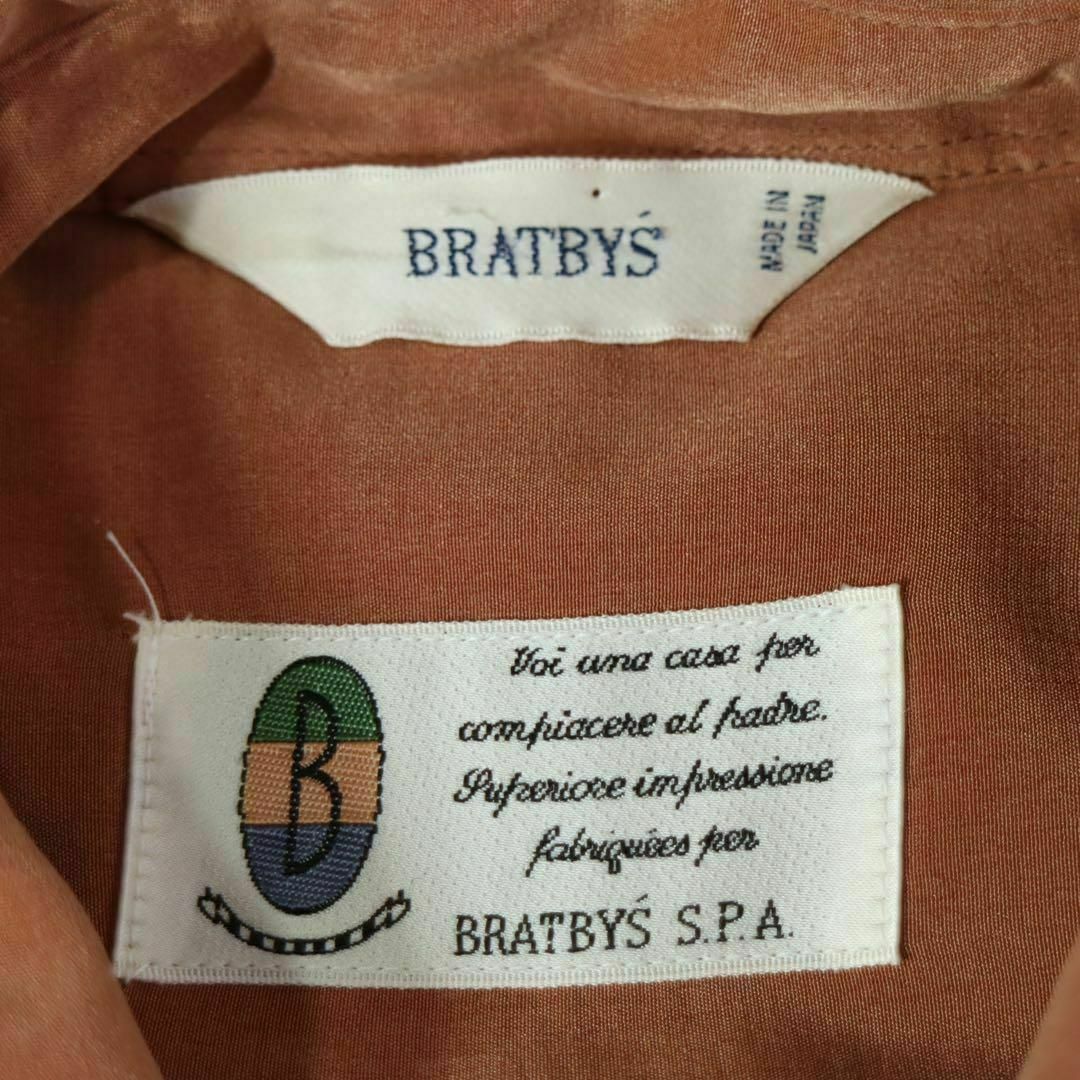 BRATBYŚ
MADE IN
JAPAN
B
Voi una casa per
compiacere al padre.
Superiore impressione
fabriquées per
BRATBYŚ S.P.A.